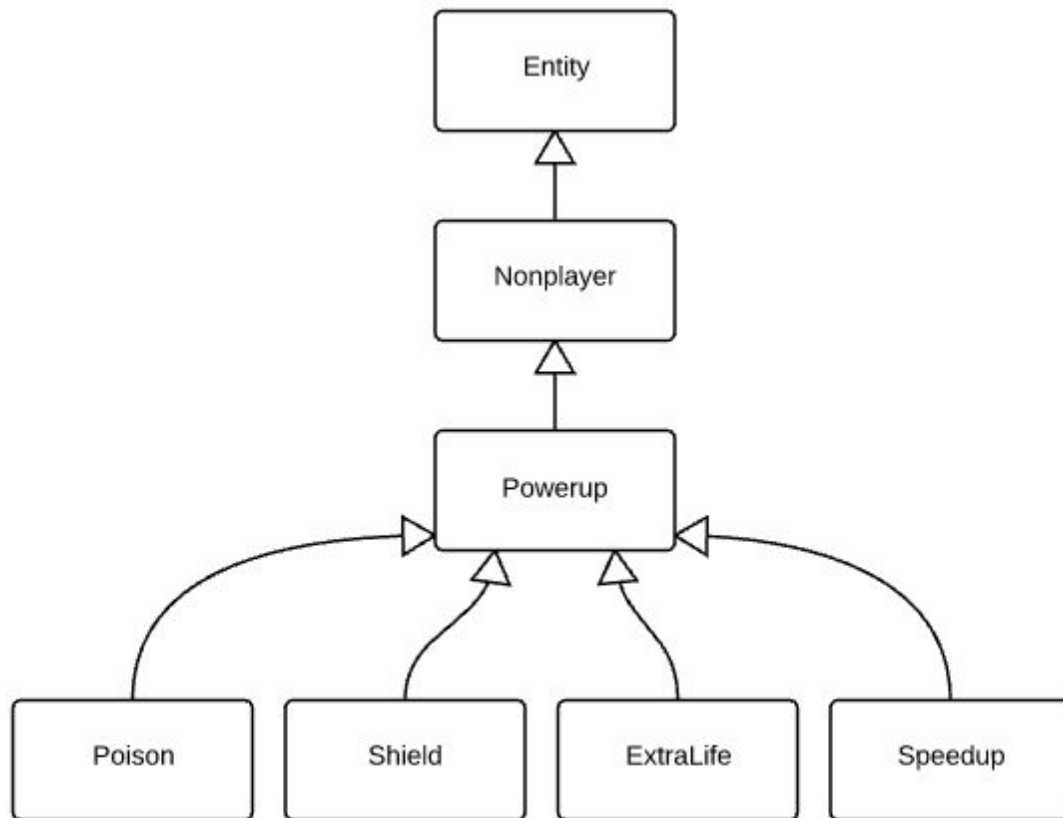 Entity
Nonplayer
Powerup
Poison
Shield
ExtraLife
Speedup